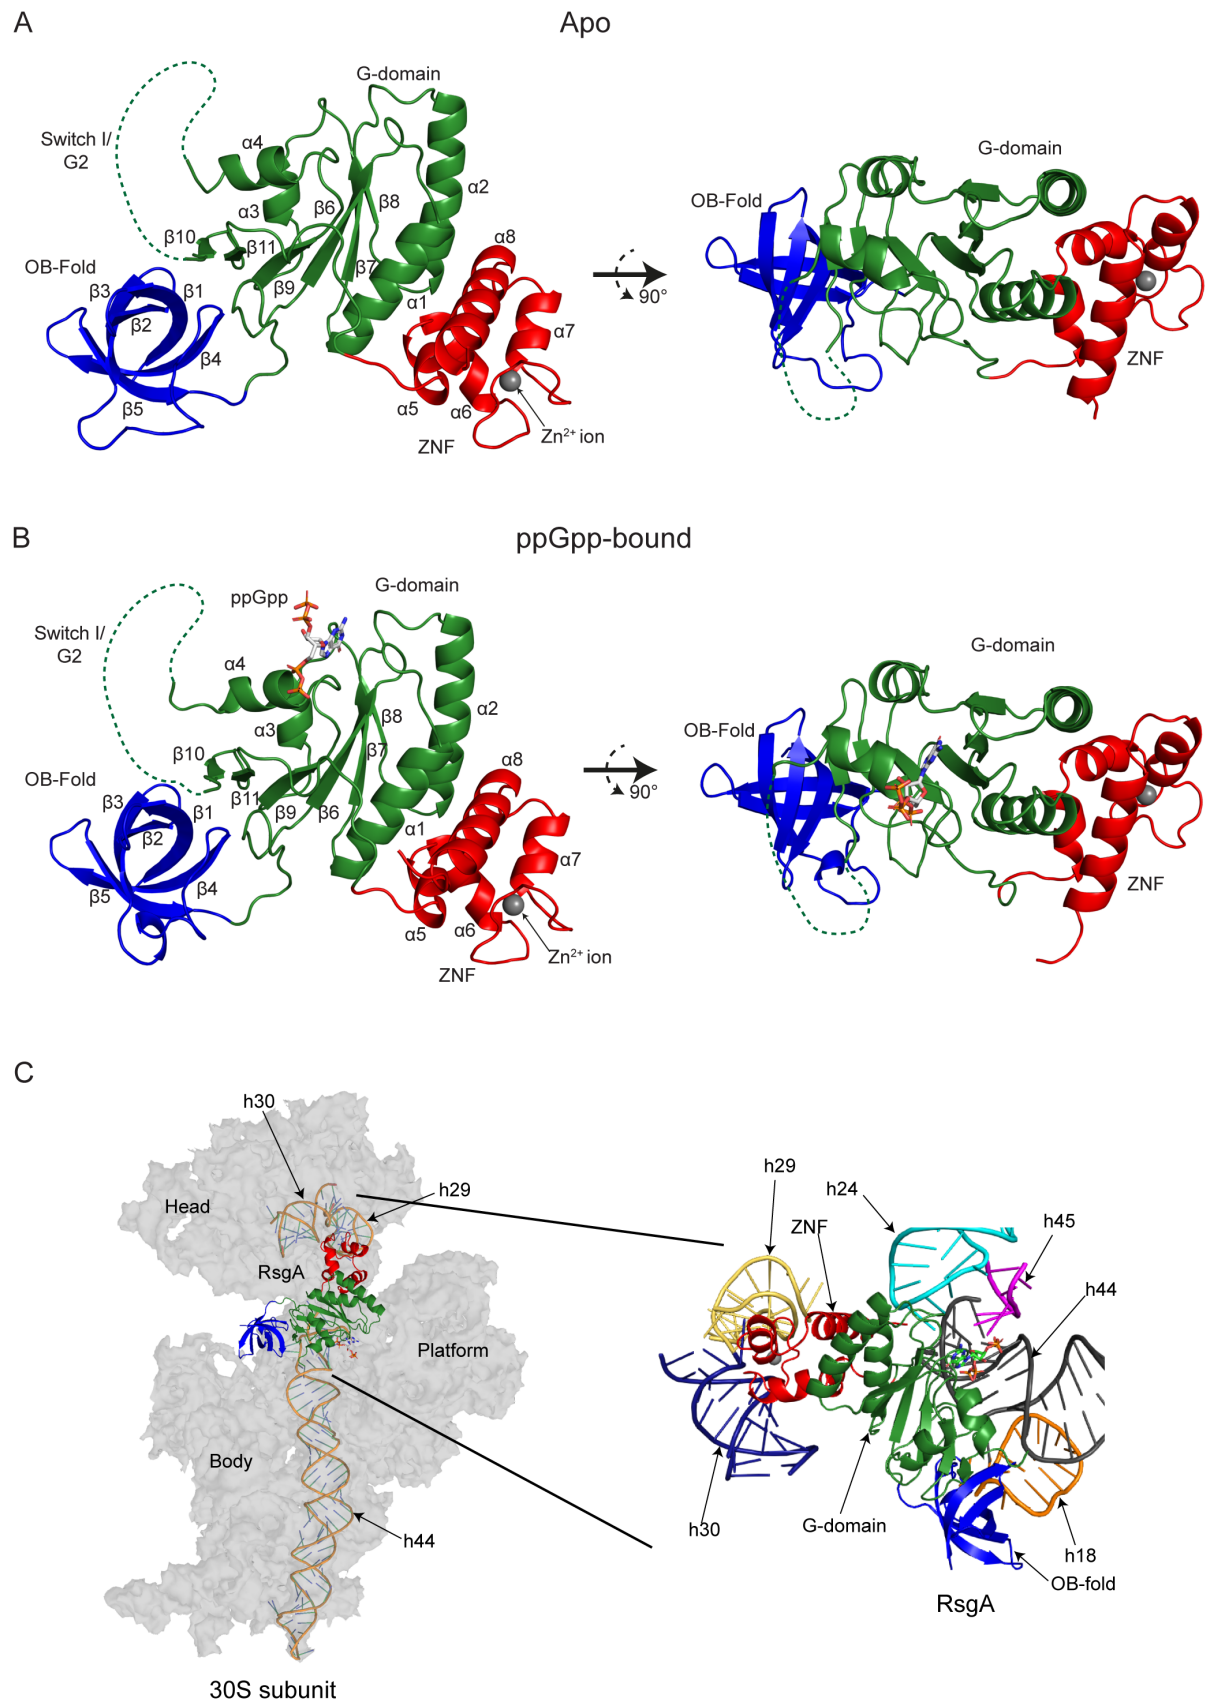 A
Apo
G-domain
Switch I/
G2
α4
α2
α3
β6
β8
β10
β11
α8
OB-Fold
β3
β1
β9
β7
α1
β2
β4
α7
β5
α5
α6
Zn²⁺ ion
ZNF
90°
G-domain
OB-Fold
ZNF
B
ppGpp-bound
ppGpp
G-domain
Switch I/
G2
α4
α2
α3
β8
β10
β7
α8
OB-Fold
β3
β1
β11
β9
β6
α1
β2
β4
α7
β5
α5
α6
Zn²⁺ ion
ZNF
90°
G-domain
OB-Fold
ZNF
C
h30
Head
h29
RsgA
Platform
Body
h44
30S subunit
h29
h24
ZNF
h45
h44
h30
G-domain
h18
OB-fold
RsgA